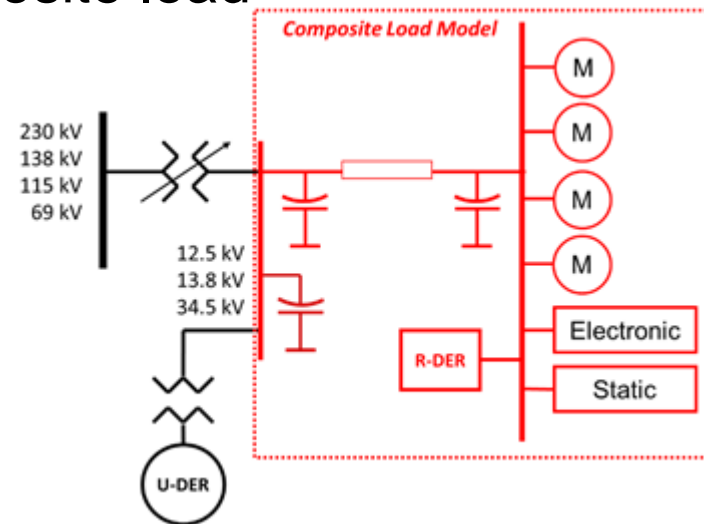 Composite Load Model
230 kV
138 kV
115 kV
69 kV
12.5 kV
13.8 kV
34.5 kV
M
M
M
M
Electronic
Static
R-DER
U-DER